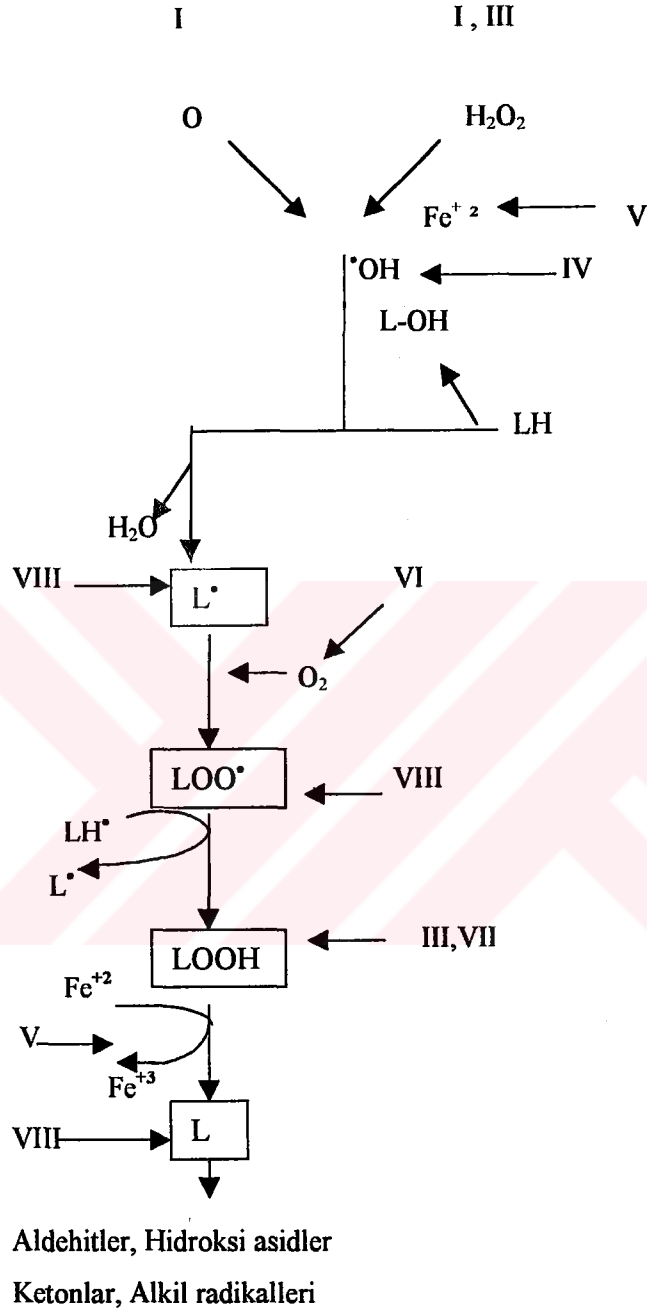 I I , III
O H₂O₂
Fe⁺ ² V
•OH IV
L-OH
LH
H₂O
VIII L• VI
O₂
LOO• VIII
LH•
L•
LOOH III,VII
Fe⁺²
V
Fe⁺³
VIII L
Aldehitler, Hidroksi asidler
Ketonlar, Alkil radikalleri